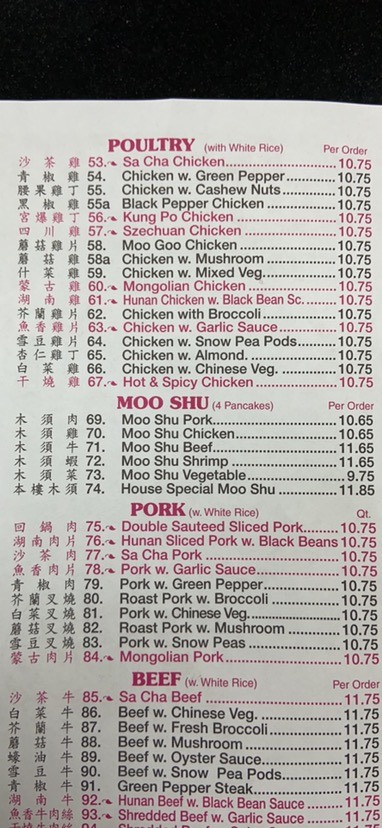 POULTRY (with White Rice) Per Order
沙茶雞 53. Sa Cha Chicken 10.75
青椒雞 54. Chicken w. Green Pepper 10.75
腰果雞丁 55. Chicken w. Cashew Nuts 10.75
黑椒雞 55a Black Pepper Chicken 10.75
宮爆雞丁 56. Kung Po Chicken 10.75
四川雞 57. Szechuan Chicken 10.75
蘑菇雞片 58. Moo Goo Chicken 10.75
蘑菇雞 58a Chicken w. Mushroom 10.75
什菜雞 59. Chicken w. Mixed Veg. 10.75
蒙古雞 60. Mongolian Chicken 10.75
湖南雞 61. Hunan Chicken w. Black Bean Sc. 10.75
芥蘭雞片 62. Chicken with Broccoli 10.75
魚香雞片 63. Chicken w. Garlic Sauce 10.75
雪豆雞片 64. Chicken w. Snow Pea Pods 10.75
杏仁雞丁 65. Chicken w. Almond. 10.75
白菜雞 66. Chicken w. Chinese Veg. 10.75
干燒雞 67. Hot & Spicy Chicken 10.75
MOO SHU (4 Pancakes) Per Order
木須肉 69. Moo Shu Pork 10.65
木須雞 70. Moo Shu Chicken 10.65
木須牛 71. Moo Shu Beef 11.65
木須蝦 72. Moo Shu Shrimp 11.65
木須菜 73. Moo Shu Vegetable 9.75
本樓木須 74. House Special Moo Shu 11.85
PORK (w. White Rice) Qt.
回鍋肉 75. Double Sauteed Sliced Pork 10.75
湖南肉片 76. Hunan Sliced Pork w. Black Beans 10.75
沙茶肉 77. Sa Cha Pork 10.75
魚香肉片 78. Pork w. Garlic Sauce 10.75
青椒肉 79. Pork w. Green Pepper 10.75
芥蘭叉燒 80. Roast Pork w. Broccoli 10.75
白菜叉燒 81. Pork w. Chinese Veg. 10.75
蘑菇叉燒 82. Roast Pork w. Mushroom 10.75
雪豆叉燒 83. Pork w. Snow Peas 10.75
蒙古肉片 84. Mongolian Pork 10.75
BEEF (w. White Rice) Per Order
沙茶牛 85. Sa Cha Beef 11.75
白菜牛 86. Beef w. Chinese Veg. 11.75
芥蘭牛 87. Beef w. Fresh Broccoli 11.75
蘑菇牛 88. Beef w. Mushroom 11.75
蠔油牛 89. Beef w. Oyster Sauce 11.75
雪豆牛 90. Beef w. Snow Pea Pods 11.75
青椒牛 91. Green Pepper Steak 11.75
湖南牛 92. Hunan Beef w. Black Bean Sauce 11.75
魚香牛肉絲 93. Shredded Beef w. Garlic Sauce 11.75